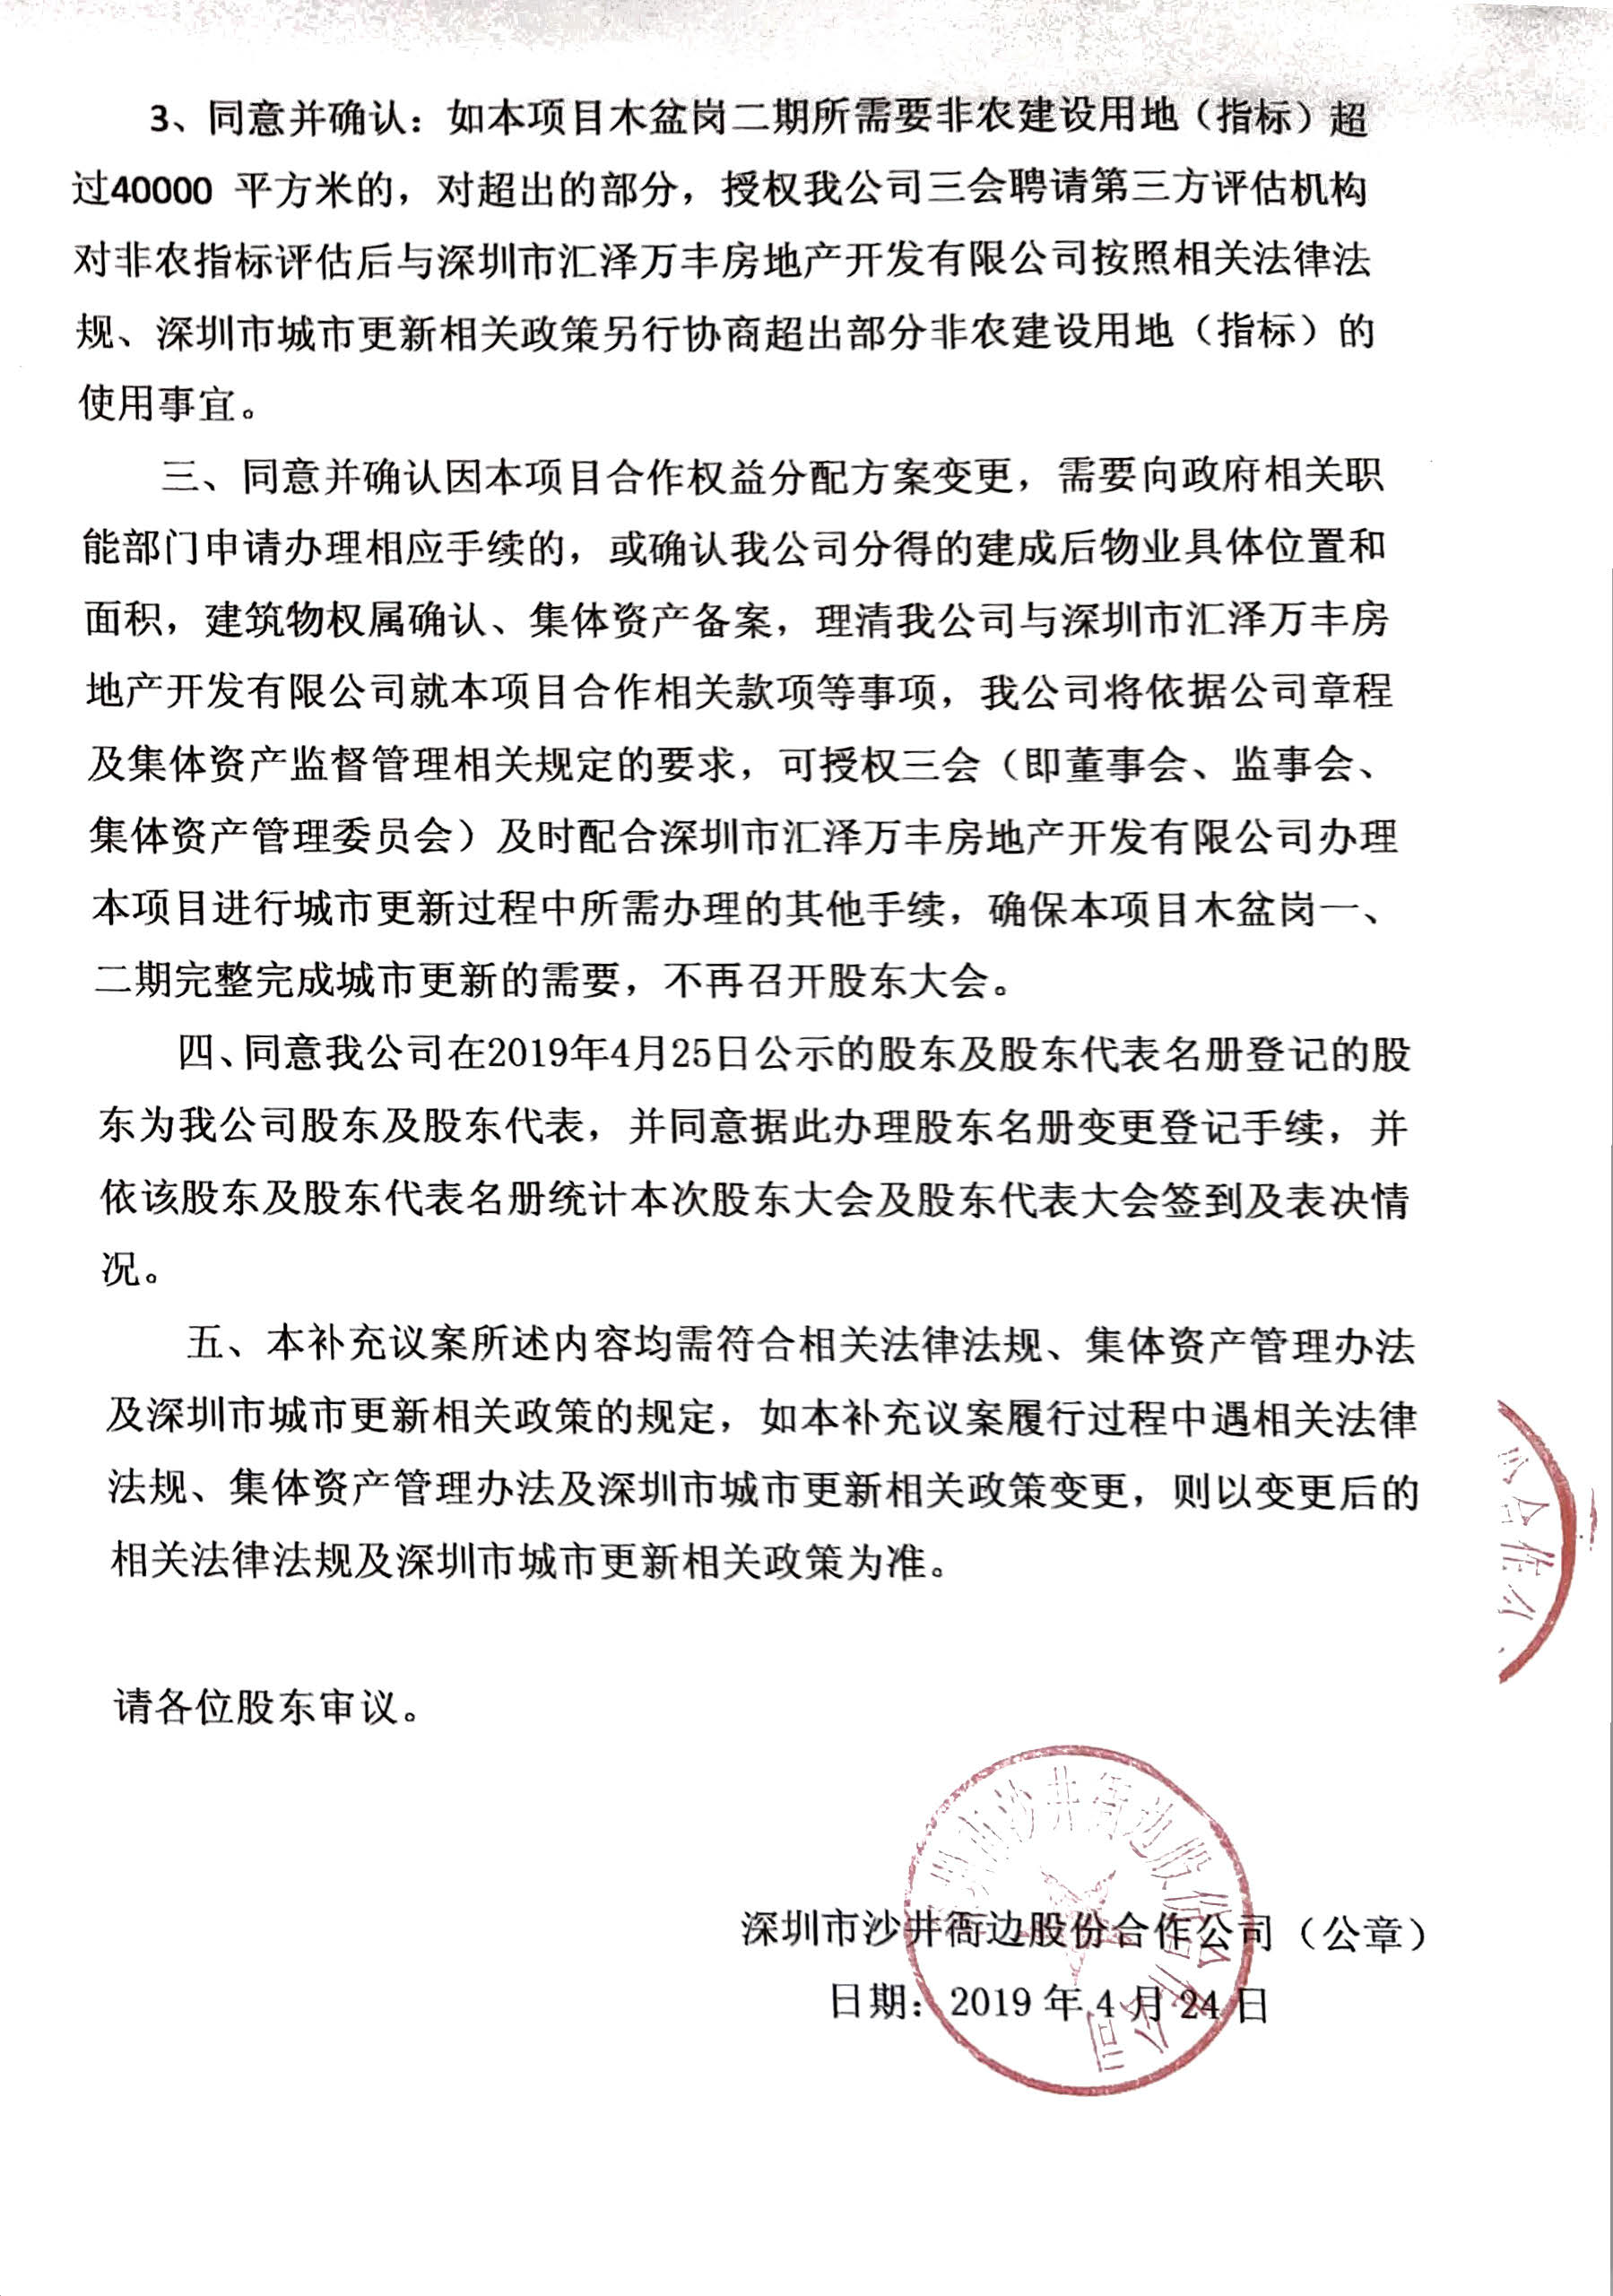 3、同意并确认：如本项目木盆岗二期所需要非农建设用地（指标）超
过40000 平方米的，对超出的部分，授权我公司三会聘请第三方评估机构
对非农指标评估后与深圳市汇泽万丰房地产开发有限公司按照相关法律法
规、深圳市城市更新相关政策另行协商超出部分非农建设用地（指标）的
使用事宜。
三、同意并确认因本项目合作权益分配方案变更，需要向政府相关职
能部门申请办理相应手续的，或确认我公司分得的建成后物业具体位置和
面积，建筑物权属确认、集体资产备案，理清我公司与深圳市汇泽万丰房
地产开发有限公司就本项目合作相关款项等事项，我公司将依据公司章程
及集体资产监督管理相关规定的要求，可授权三会（即董事会、监事会、
集体资产管理委员会）及时配合深圳市汇泽万丰房地产开发有限公司办理
本项目进行城市更新过程中所需办理的其他手续，确保本项目木盆岗一、
二期完整完成城市更新的需要，不再召开股东大会。
四、同意我公司在2019年4月25日公示的股东及股东代表名册登记的股
东为我公司股东及股东代表，并同意据此办理股东名册变更登记手续，并
依该股东及股东代表名册统计本次股东大会及股东代表大会签到及表决情
况。
五、本补充议案所述内容均需符合相关法律法规、集体资产管理办法
及深圳市城市更新相关政策的规定，如本补充议案履行过程中遇相关法律
法规、集体资产管理办法及深圳市城市更新相关政策变更，则以变更后的
相关法律法规及深圳市城市更新相关政策为准。
合作公
请各位股东审议。
深圳市沙井衙边股份合作公司
深圳市沙井衙边股份合作公司（公章）
日期：2019 年 4 月 24 日